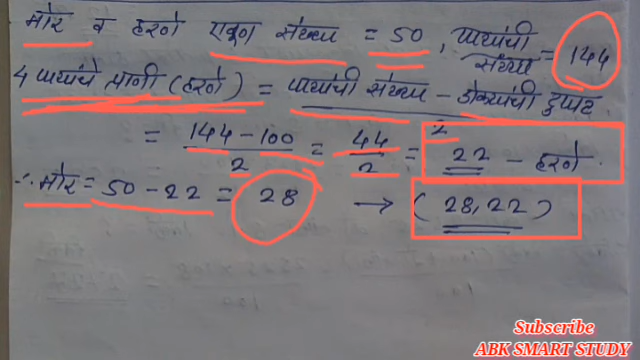 मोर व हरणे एकूण संख्या = 50, पायांची संख्या = 144
4 पायांचे प्राणी (हरणे) = पायांची संख्या - डोक्यांची दुप्पट / 2
= 144-100 / 2 = 44 / 2 = 22 - हरणे.
∴ मोर = 50 - 22 = 28 → (28, 22)
Subscribe
ABK SMART STUDY